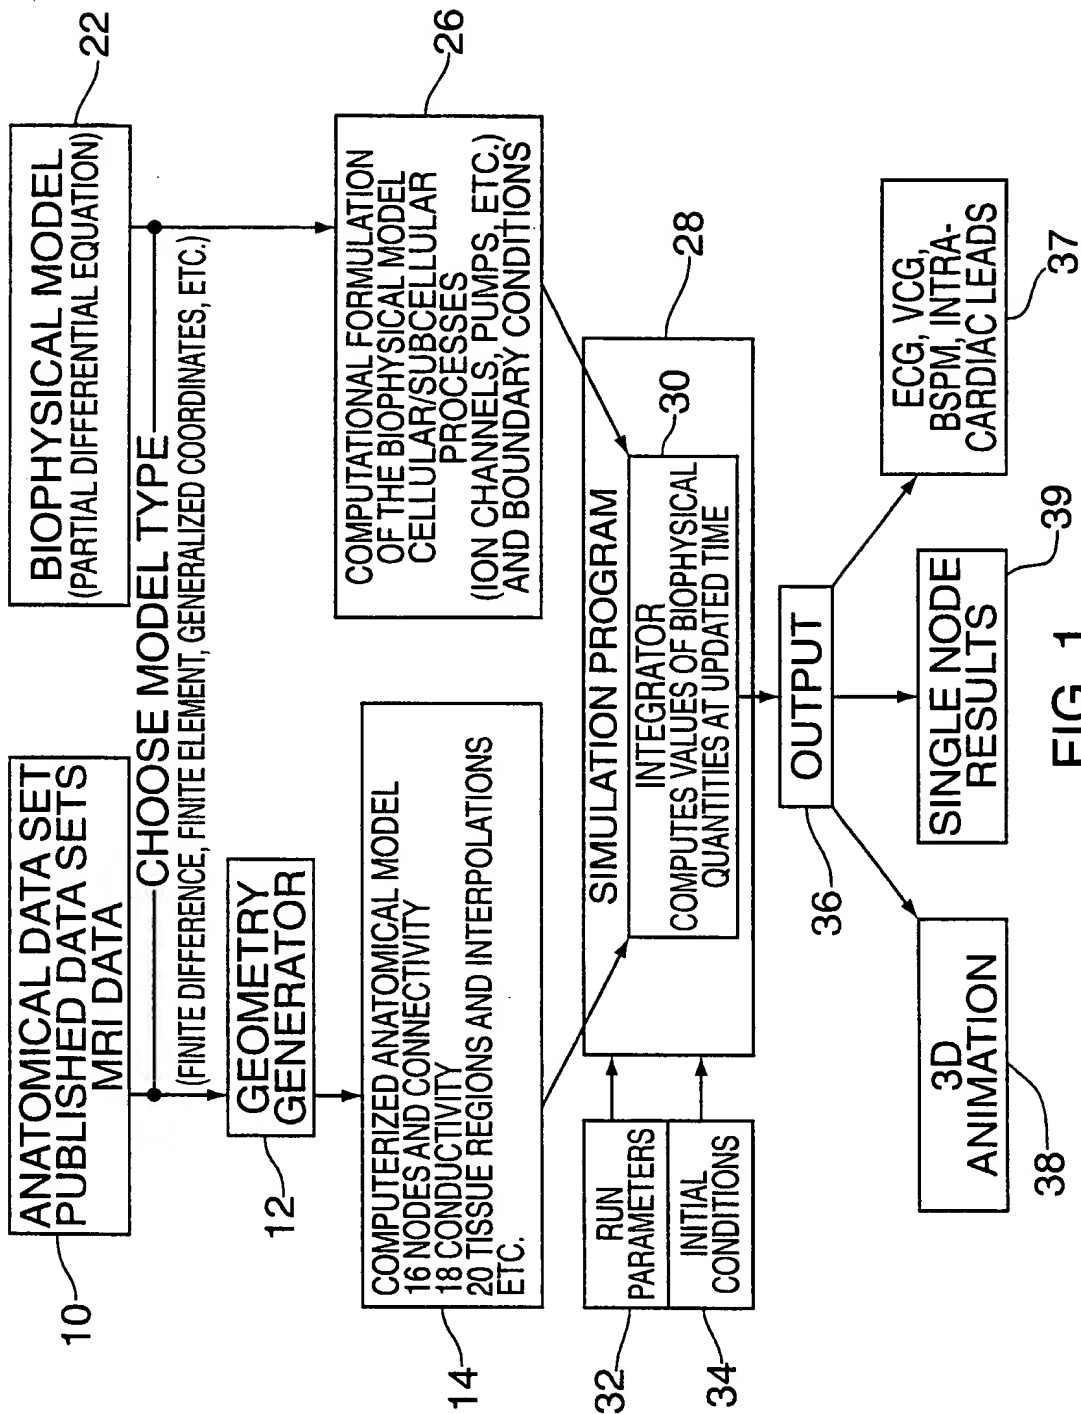 ANATOMICAL DATA SET
PUBLISHED DATA SETS
MRI DATA
10
BIOPHYSICAL MODEL
(PARTIAL DIFFERENTIAL EQUATION)
22
CHOOSE MODEL TYPE
(FINITE DIFFERENCE, FINITE ELEMENT, GENERALIZED COORDINATES, ETC.)
GEOMETRY
GENERATOR
12
COMPUTERIZED ANATOMICAL MODEL
16 NODES AND CONNECTIVITY
18 CONDUCTIVITY
20 TISSUE REGIONS AND INTERPOLATIONS
ETC.
14
COMPUTATIONAL FORMULATION
OF THE BIOPHYSICAL MODEL
CELLULAR/SUBCELLULAR
PROCESSES
(ION CHANNELS, PUMPS, ETC.)
AND BOUNDARY CONDITIONS
26
RUN
PARAMETERS
32
INITIAL
CONDITIONS
34
SIMULATION PROGRAM
28
INTEGRATOR
COMPUTES VALUES OF BIOPHYSICAL
QUANTITIES AT UPDATED TIME
30
OUTPUT
36
3D
ANIMATION
38
SINGLE NODE
RESULTS
39
ECG, VCG,
BSPM, INTRA-
CARDIAC LEADS
37
FIG. 1